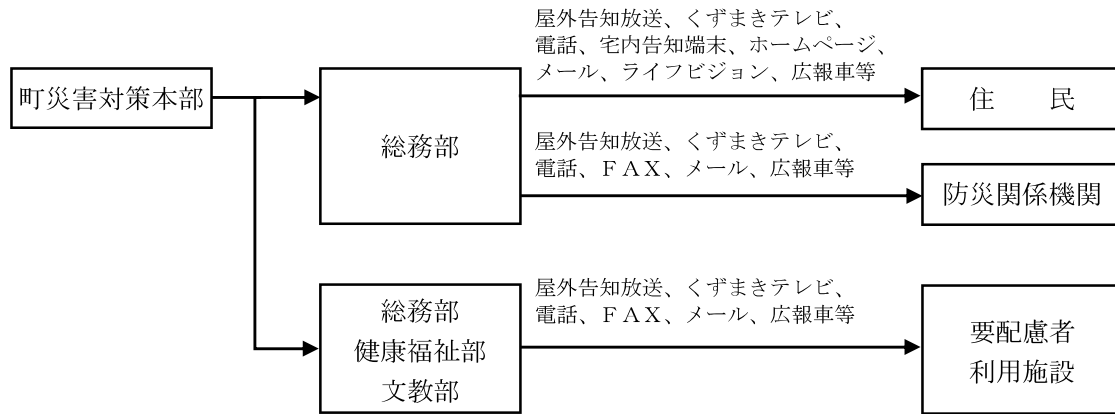 町災害対策本部
総務部
屋外告知放送、くずまきテレビ、
電話、宅内告知端末、ホームページ、
メール、ライフビジョン、広報車等
住　　民
屋外告知放送、くずまきテレビ、
電話、ＦＡＸ、メール、広報車等
防災関係機関
総務部
健康福祉部
文教部
屋外告知放送、くずまきテレビ、
電話、ＦＡＸ、メール、広報車等
要配慮者
利用施設